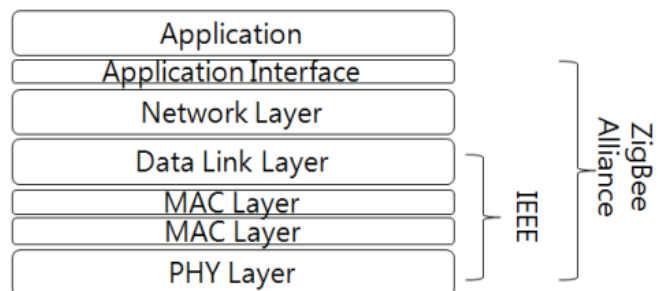 Application
Application Interface
Network Layer
Data Link Layer
MAC Layer
MAC Layer
PHY Layer
IEEE
ZigBee
Alliance